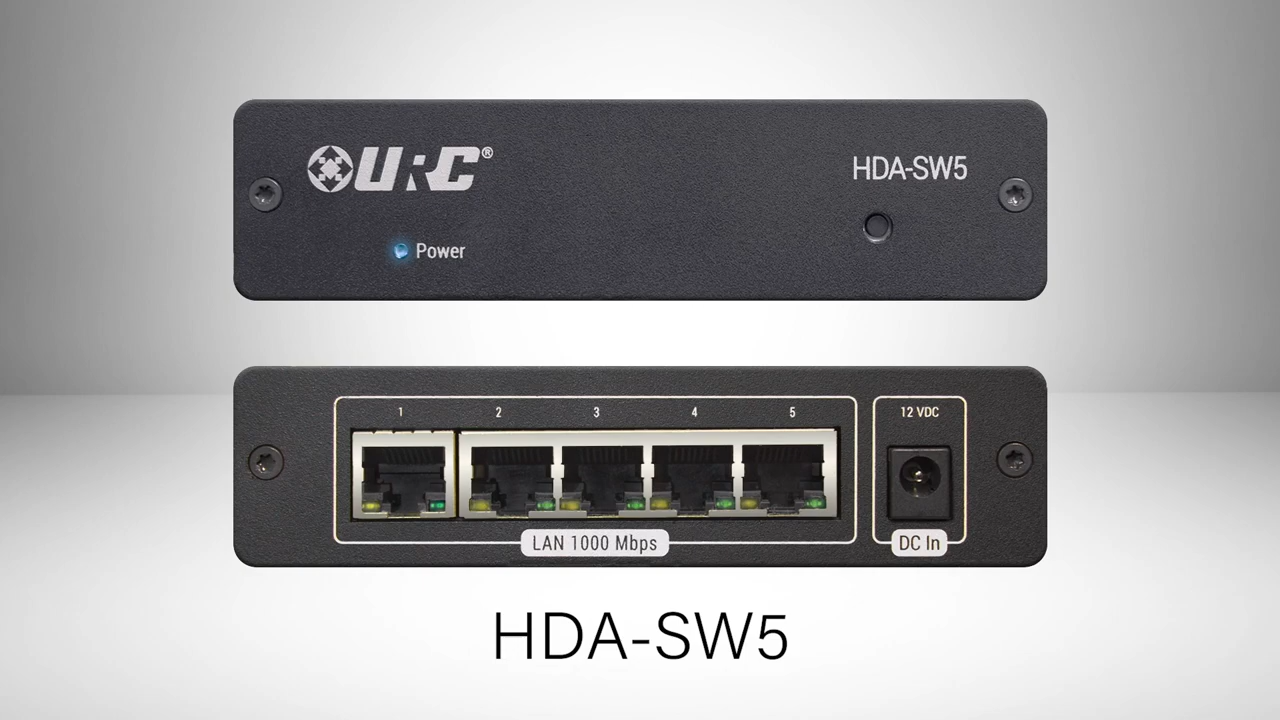 URC®
HDA-SW5
Power
1 2 3 4 5
12 VDC
LAN 1000 Mbps
DC In
HDA-SW5